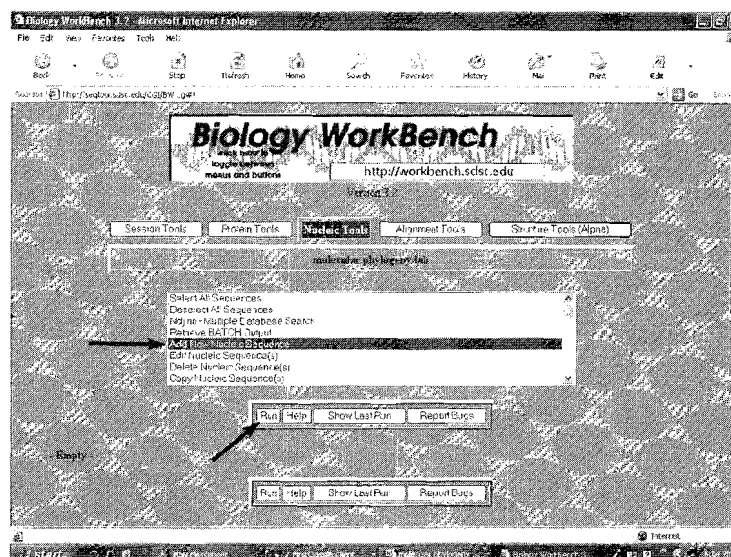 Biology WorkBench 3.2 - Microsoft Internet Explorer
File Edit View Favorites Tools Help
Back Stop Refresh Home Search Favorites History Mail Print Edit
Go
Biology WorkBench
toggle between
menus and buttons
http://workbench.sdsc.edu
Version 3.2
Session Tools Protein Tools Nucleic Tools Alignment Tools Structure Tools (Alpha)
molecular phylogeny lab
Select All Sequences
Deselect All Sequences
Ndjinn - Multiple Database Search
Retrieve BATCH Output
Add New Nucleic Sequence
Edit Nucleic Sequence(s)
Delete Nucleic Sequence(s)
Copy Nucleic Sequence(s)
Run Help Show Last Run Report Bugs
- Empty
Run Help Show Last Run Report Bugs
Internet
Start